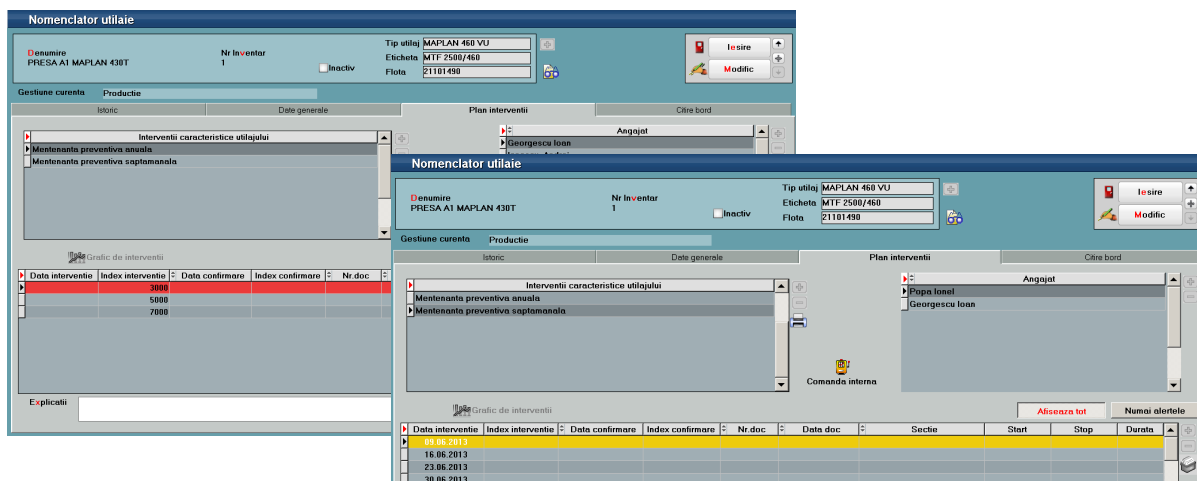 Nomenclator utilaie
Denumire
PRESA A1 MAPLAN 430T
Nr Inventar
1
Inactiv
Tip utilaj MAPLAN 460 VU
Eticheta MTF 2500/460
Flota 21101490
Iesire
Modific
Gestiune curenta Productie
Istoric Date generale Plan interventii Citire bord
Interventii caracteristice utilajului
Mentenanta preventiva anuala
Mentenanta preventiva saptamanala
Angajat
Georgescu Ioan
Grafic de interventii
Data interventie Index interventie Data confirmare Index confirmare Nr.doc
3000
5000
7000
Explicatii
Nomenclator utilaie
Denumire
PRESA A1 MAPLAN 430T
Nr Inventar
1
Inactiv
Tip utilaj MAPLAN 460 VU
Eticheta MTF 2500/460
Flota 21101490
Iesire
Modific
Gestiune curenta Productie
Istoric Date generale Plan interventii Citire bord
Interventii caracteristice utilajului
Mentenanta preventiva anuala
Mentenanta preventiva saptamanala
Angajat
Popa Ionel
Georgescu Ioan
Comanda interna
Grafic de interventii
Afiseaza tot Numai alertele
Data interventie Index interventie Data confirmare Index confirmare Nr.doc Data doc Sectie Start Stop Durata
09.06.2013
16.06.2013
23.06.2013
30.06.2013